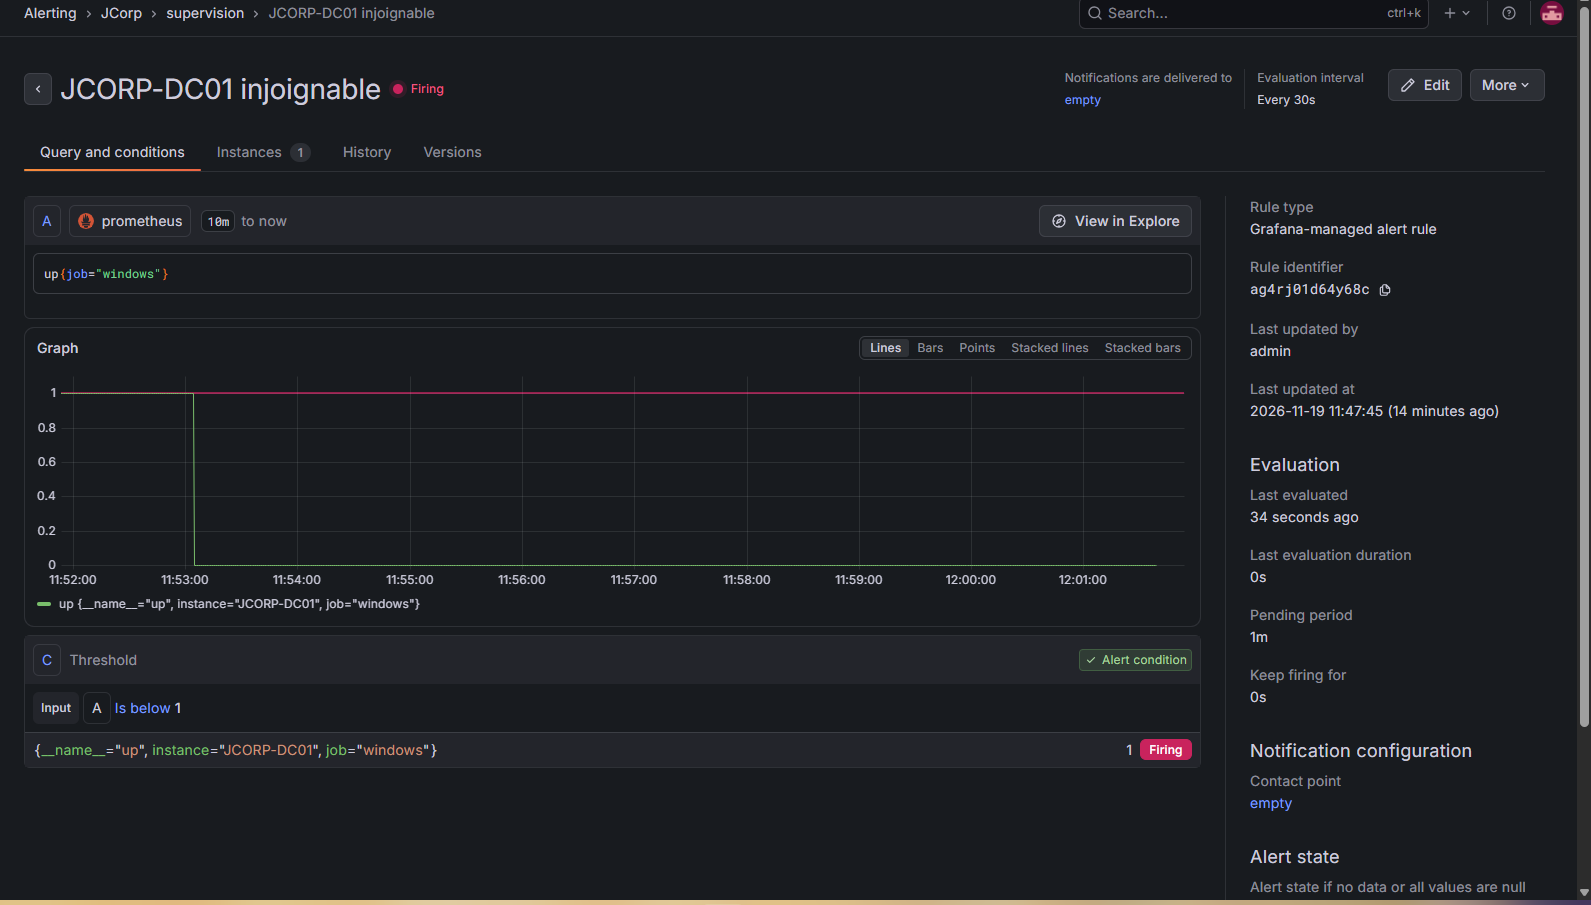 Alerting › JCorp › supervision › JCORP-DC01 injoignable
Search... ctrl+k
JCORP-DC01 injoignable Firing
Notifications are delivered to
empty
Evaluation interval
Every 30s
Edit
More
Query and conditions Instances 1 History Versions
A prometheus 10m to now View in Explore
up{job="windows"}
Graph
Lines Bars Points Stacked lines Stacked bars
1
0.8
0.6
0.4
0.2
0
11:52:00 11:53:00 11:54:00 11:55:00 11:56:00 11:57:00 11:58:00 11:59:00 12:00:00 12:01:00
up {__name__="up", instance="JCORP-DC01", job="windows"}
C Threshold Alert condition
Input A Is below 1
{__name__="up", instance="JCORP-DC01", job="windows"} 1 Firing
Rule type
Grafana-managed alert rule
Rule identifier
ag4rj01d64y68c
Last updated by
admin
Last updated at
2026-11-19 11:47:45 (14 minutes ago)
Evaluation
Last evaluated
34 seconds ago
Last evaluation duration
0s
Pending period
1m
Keep firing for
0s
Notification configuration
Contact point
empty
Alert state
Alert state if no data or all values are null